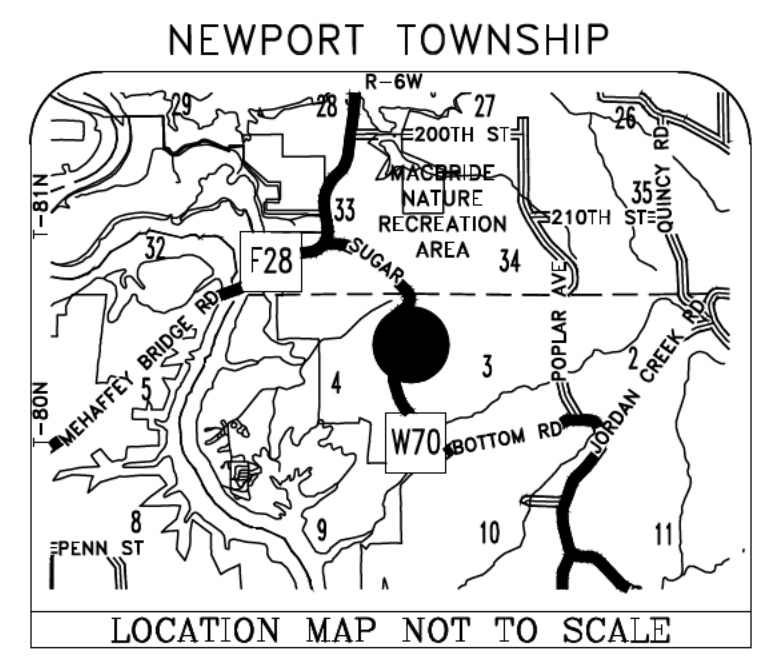 NEWPORT TOWNSHIP
R-6W
29
28
27
26
200TH ST
QUINCY RD
MACBRIDE
NATURE
RECREATION
AREA
T-81N
33
35
210TH ST
32
F28
SUGAR
34
MEHAFFEY BRIDGE RD
POPLAR AVE
JORDAN CREEK RD
T-80N
5
4
3
2
W70
BOTTOM RD
8
9
10
11
PENN ST
LOCATION MAP NOT TO SCALE